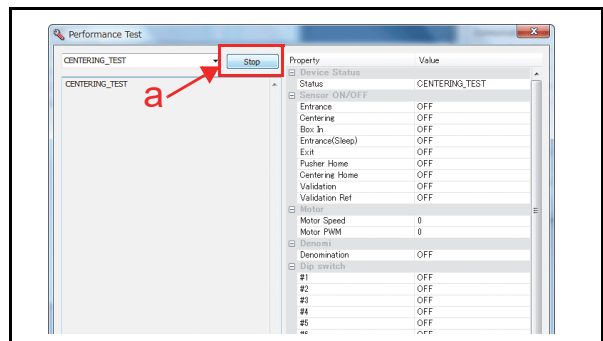 Performance Test
CENTERING_TEST
Stop
CENTERING_TEST
a
Property Value
Device Status
Status CENTERING_TEST
Sensor ON/OFF
Entrance OFF
Centering OFF
Box In OFF
Entrance(Sleep) OFF
Exit OFF
Pusher Home OFF
Centering Home OFF
Validation OFF
Validation Ref OFF
Motor
Motor Speed 0
Motor PWM 0
Denomi
Denomination OFF
Dip switch
#1 OFF
#2 OFF
#3 OFF
#4 OFF
#5 OFF
#6 OFF